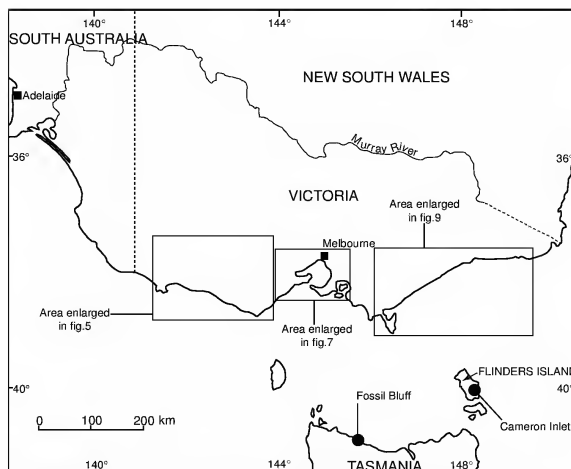 140°
144°
148°
SOUTH AUSTRALIA
NEW SOUTH WALES
Adelaide
Murray River
36°
36°
VICTORIA
Area enlarged
in fig.9
Melbourne
Area enlarged
in fig.5
Area enlarged
in fig.7
FLINDERS ISLAND
40°
40°
Fossil Bluff
Cameron Inlet
0 100 200 km
140°
144°
148°
TASMANIA